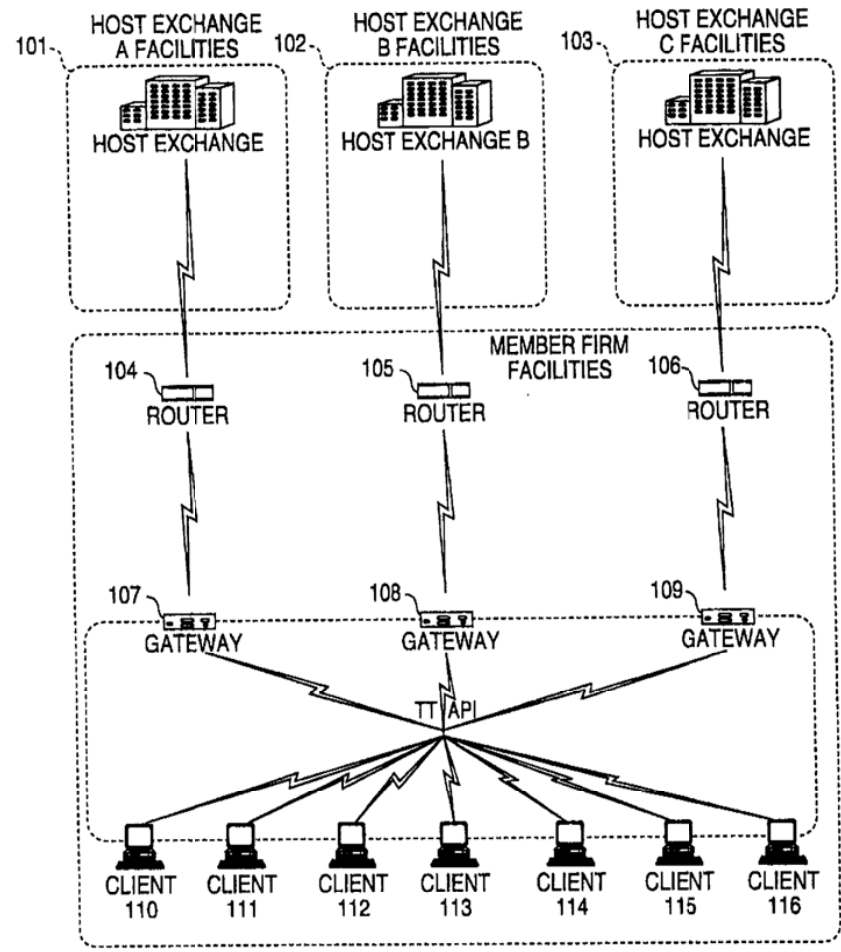 HOST EXCHANGE
A FACILITIES
101
HOST EXCHANGE
HOST EXCHANGE
B FACILITIES
102
HOST EXCHANGE B
HOST EXCHANGE
C FACILITIES
103
HOST EXCHANGE
MEMBER FIRM
FACILITIES
104
ROUTER
105
ROUTER
106
ROUTER
107
GATEWAY
108
GATEWAY
109
GATEWAY
TT API
CLIENT
110
CLIENT
111
CLIENT
112
CLIENT
113
CLIENT
114
CLIENT
115
CLIENT
116